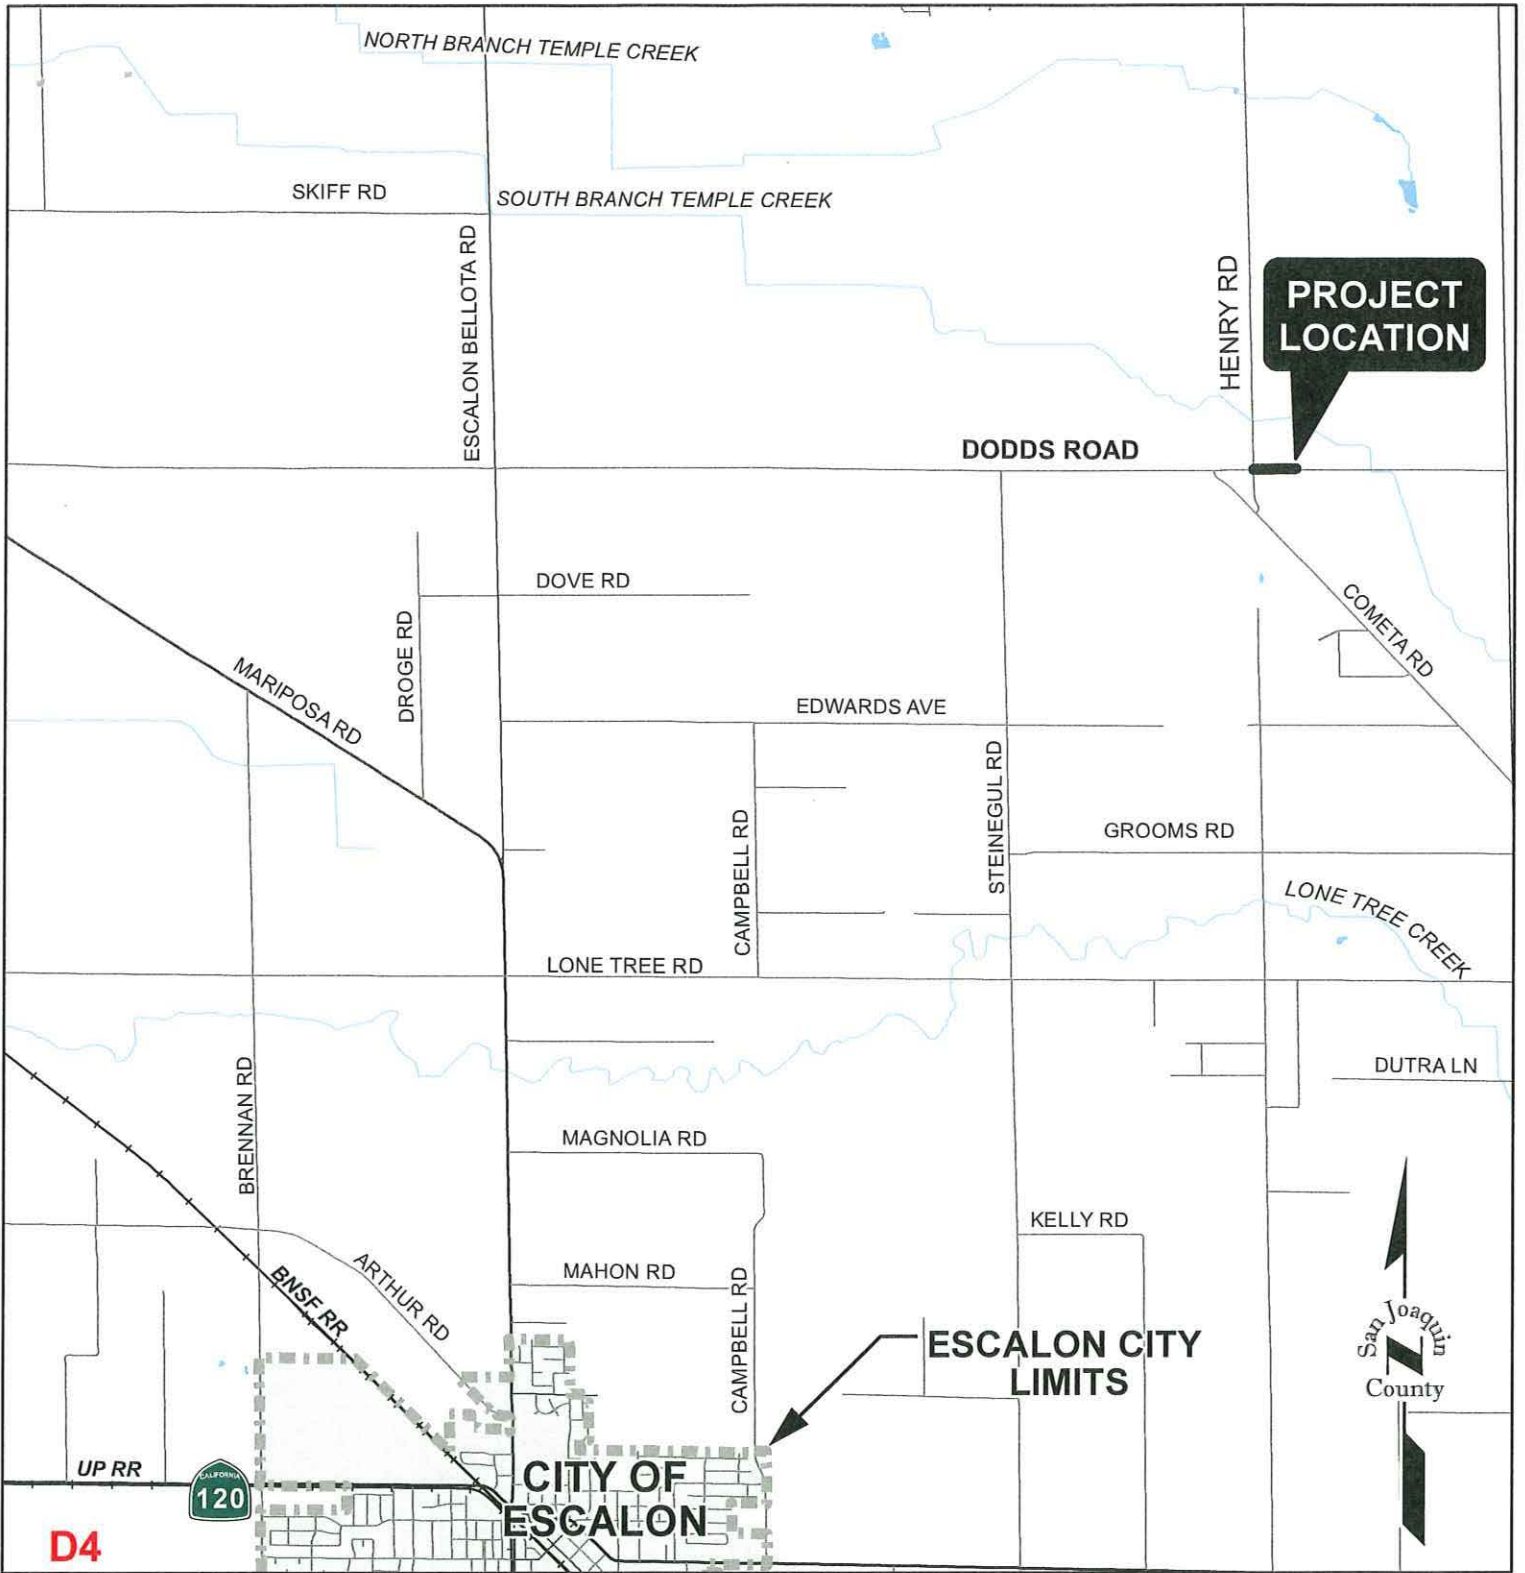 NORTH BRANCH TEMPLE CREEK
SKIFF RD
SOUTH BRANCH TEMPLE CREEK
ESCALON BELLOTA RD
HENRY RD
PROJECT
LOCATION
DODDS ROAD
DOVE RD
DROGE RD
COMETA RD
MARIPOSA RD
EDWARDS AVE
STEINEGUL RD
CAMPBELL RD
GROOMS RD
LONE TREE CREEK
LONE TREE RD
BRENNAN RD
DUTRA LN
MAGNOLIA RD
KELLY RD
ARTHUR RD
BNSF RR
MAHON RD
CAMPBELL RD
San Joaquin
County
ESCALON CITY
LIMITS
UP RR
CALIFORNIA
120
CITY OF
ESCALON
D4